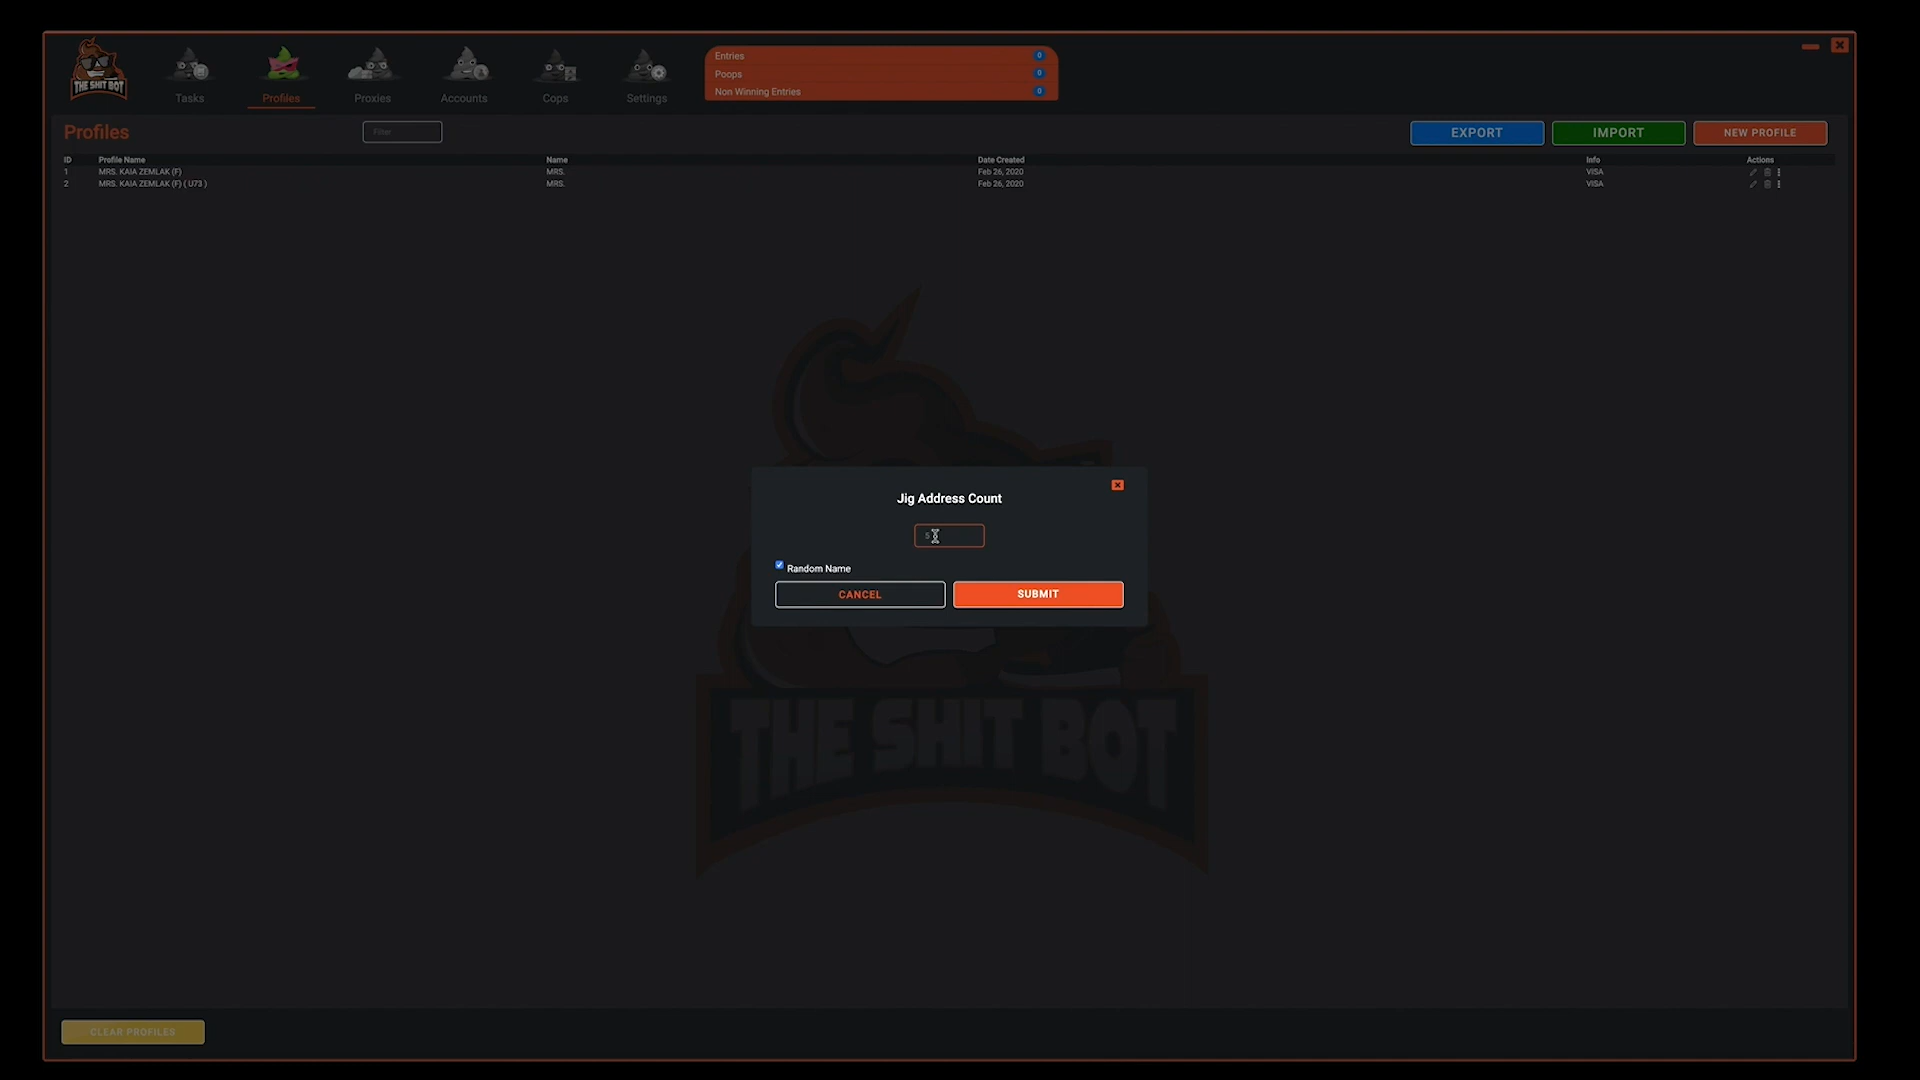 THE SHIT BOT
Tasks
Profiles
Proxies
Accounts
Cops
Settings
Entries 0
Poops 0
Non Winning Entries 0
Profiles
Filter
EXPORT
IMPORT
NEW PROFILE
ID Profile Name Name Date Created Info Actions
1 MRS. KAIA ZEMLAK (F) MRS. Feb 26, 2020 VISA
2 MRS. KAIA ZEMLAK (F) ( U73 ) MRS. Feb 26, 2020 VISA
Jig Address Count
5
Random Name
CANCEL
SUBMIT
THE SHIT BOT
CLEAR PROFILES